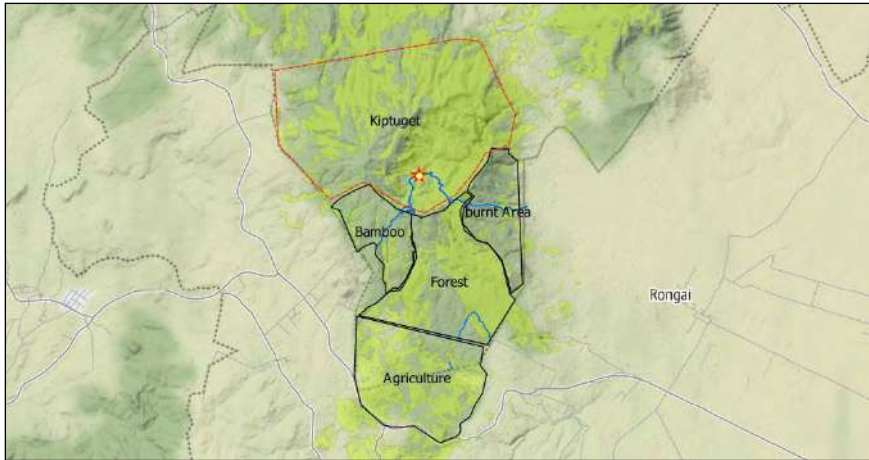 Kiptuget
burnt Area
Bamboo
Forest
Rongai
Agriculture